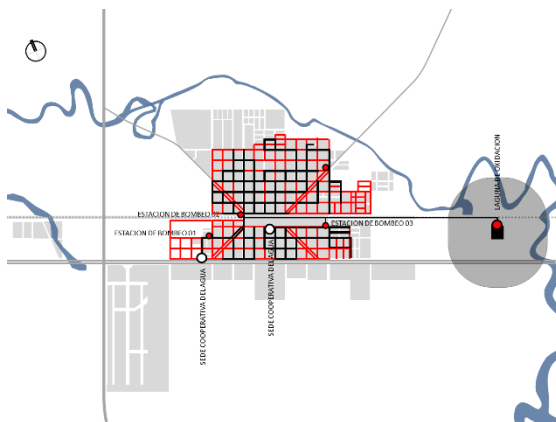 LAGUNA DE OXIDACION
ESTACION DE BOMBEO 02
ESTACION DE BOMBEO 03
ESTACION DE BOMBEO 01
SEDE COOPERATIVA DEL AGUA
SEDE COOPERATIVA DEL AGUA